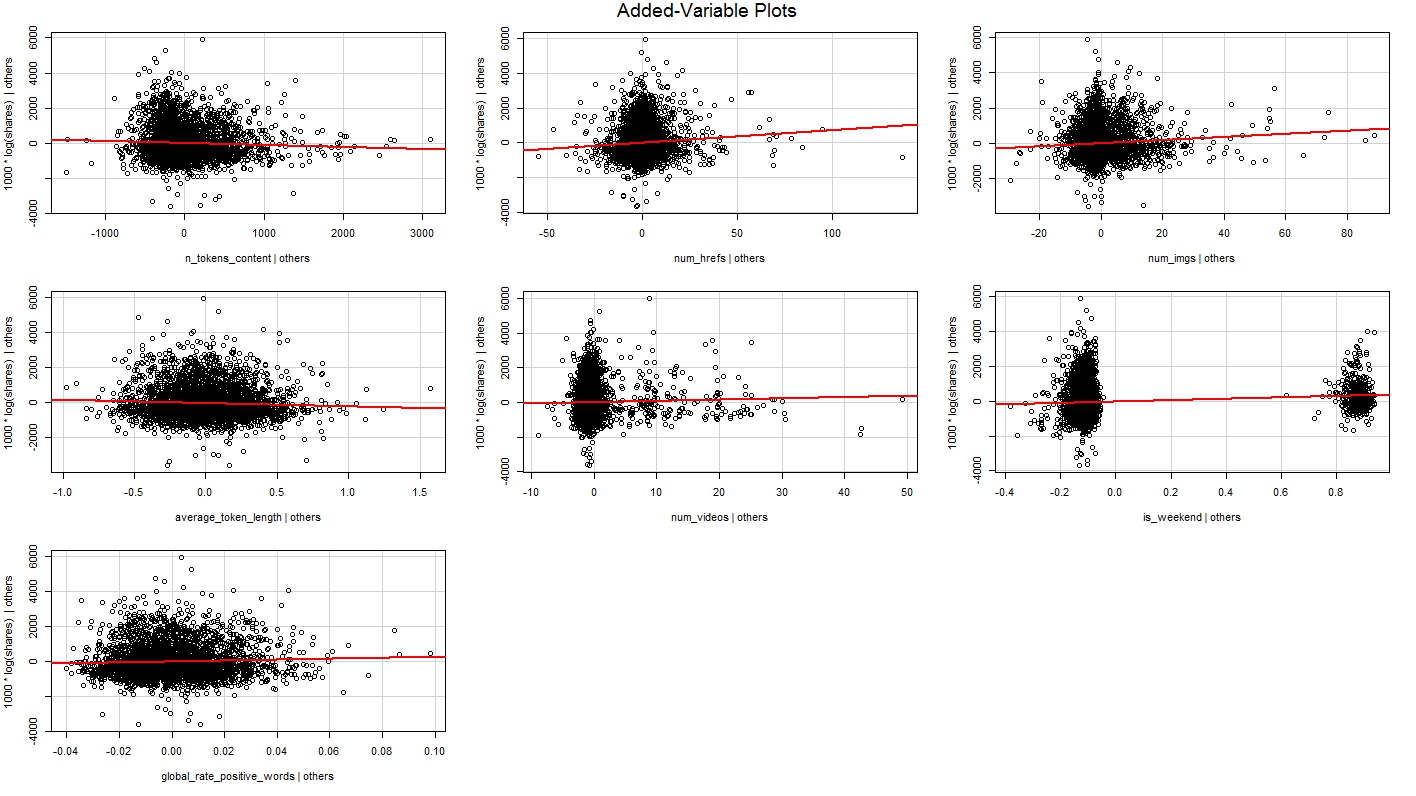 Added-Variable Plots
1000 * log(shares) | others
6000
4000
2000
0
-4000
-1000 0 1000 2000 3000
n_tokens_content | others
1000 * log(shares) | others
6000
4000
2000
0
-4000
-50 0 50 100
num_hrefs | others
1000 * log(shares) | others
6000
4000
2000
0
-2000
-20 0 20 40 60 80
num_imgs | others
1000 * log(shares) | others
6000
4000
2000
0
-2000
-1.0 -0.5 0.0 0.5 1.0 1.5
average_token_length | others
1000 * log(shares) | others
6000
4000
2000
0
-4000
-10 0 10 20 30 40 50
num_videos | others
1000 * log(shares) | others
6000
4000
2000
0
-4000
-0.4 -0.2 0.0 0.2 0.4 0.6 0.8
is_weekend | others
1000 * log(shares) | others
6000
4000
2000
0
-4000
-0.04 -0.02 0.00 0.02 0.04 0.06 0.08 0.10
global_rate_positive_words | others